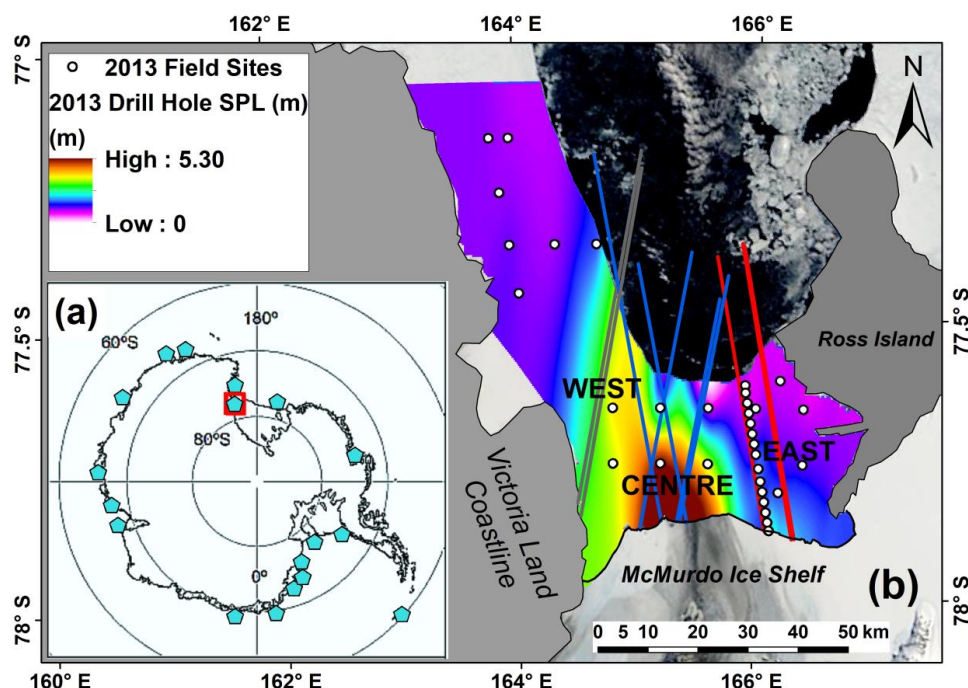 162° E
164° E
166° E
77° S
2013 Field Sites
2013 Drill Hole SPL (m)
(m)
High : 5.30
Low : 0
N
(a)
180°
60°S
80°S
0°
77.5° S
77.5° S
Ross Island
WEST
EAST
CENTRE
Victoria Land
Coastline
McMurdo Ice Shelf
(b)
78° S
78° S
0 5 10 20 30 40 50 km
160° E
162° E
164° E
166° E